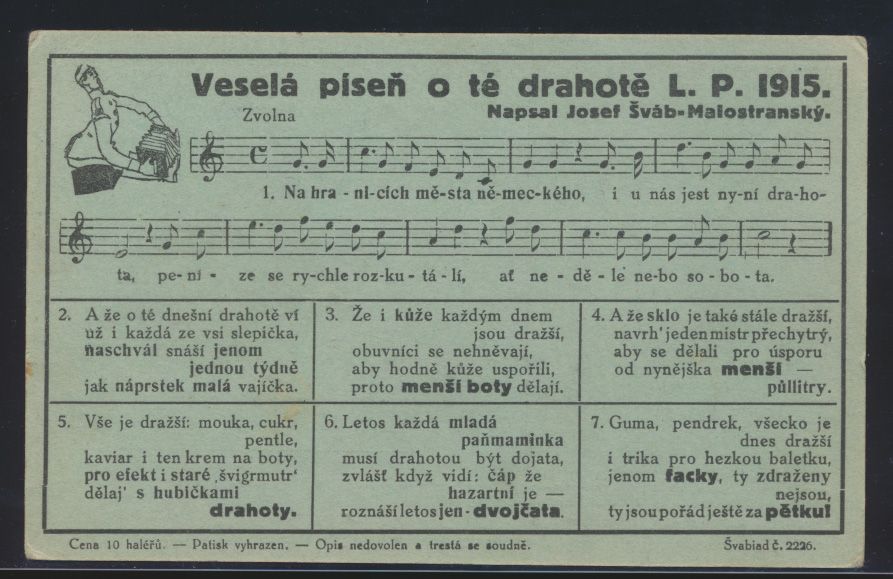 Veselá píseň o té drahotě L. P. 1915.
Napsal Josef Šváb-Malostranský.
Zvolna
1. Na hra - ni-cích mě-sta ně-mec-kého, i u nás jest ny-ní dra-ho-
ta, pe-ní - ze se ry-chle roz-ku - tá - lí, ať ne - dě - le ne-bo so - bo - ta.
2. A že o té dnešní drahotě ví
už i každá ze vsi slepička,
naschvál snáší jenom
jednou týdně
jak náprstek malá vajíčka.
3. Že i kůže každým dnem
jsou dražší,
obuvníci se nehněvají,
aby hodně kůže uspořili,
proto menší boty dělají.
4. A že sklo je také stále dražší,
navrh' jeden mistr přechytrý,
aby se dělali pro úsporu
od nynějška menší —
půllitry.
5. Vše je dražší: mouka, cukr,
pentle,
kaviar i ten krem na boty,
pro efekt i staré ‚švigrmutr‘
dělaj' s hubičkami
drahoty.
6. Letos každá mladá
paňmaminka
musí drahotou být dojata,
zvlášť když vidí: čáp že
hazartní je —
roznáší letos jen - dvojčata.
7. Guma, pendrek, všecko je
dnes dražší
i trika pro hezkou baletku,
jenom facky, ty zdraženy
nejsou,
ty jsou pořád ještě za pětku!
Cena 10 haléřů. — Patisk vyhrazen. — Opis nedovolen a trestá se soudně.
Švabiad č. 2226.